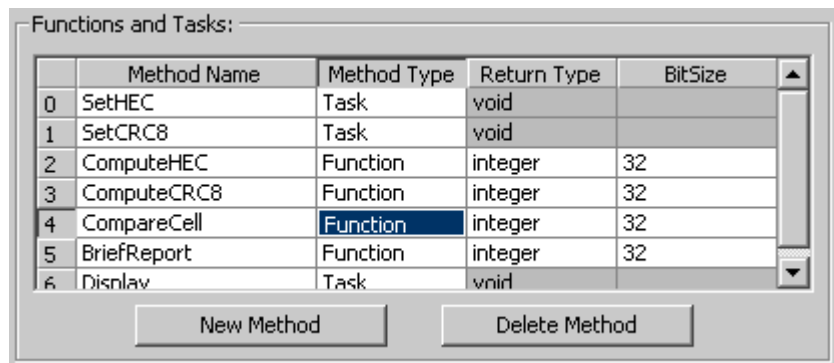 Functions and Tasks:
Method Name Method Type Return Type BitSize
0 SetHEC Task void
1 SetCRC8 Task void
2 ComputeHEC Function integer 32
3 ComputeCRC8 Function integer 32
4 CompareCell Function integer 32
5 BriefReport Function integer 32
6 Display Task void
New Method Delete Method